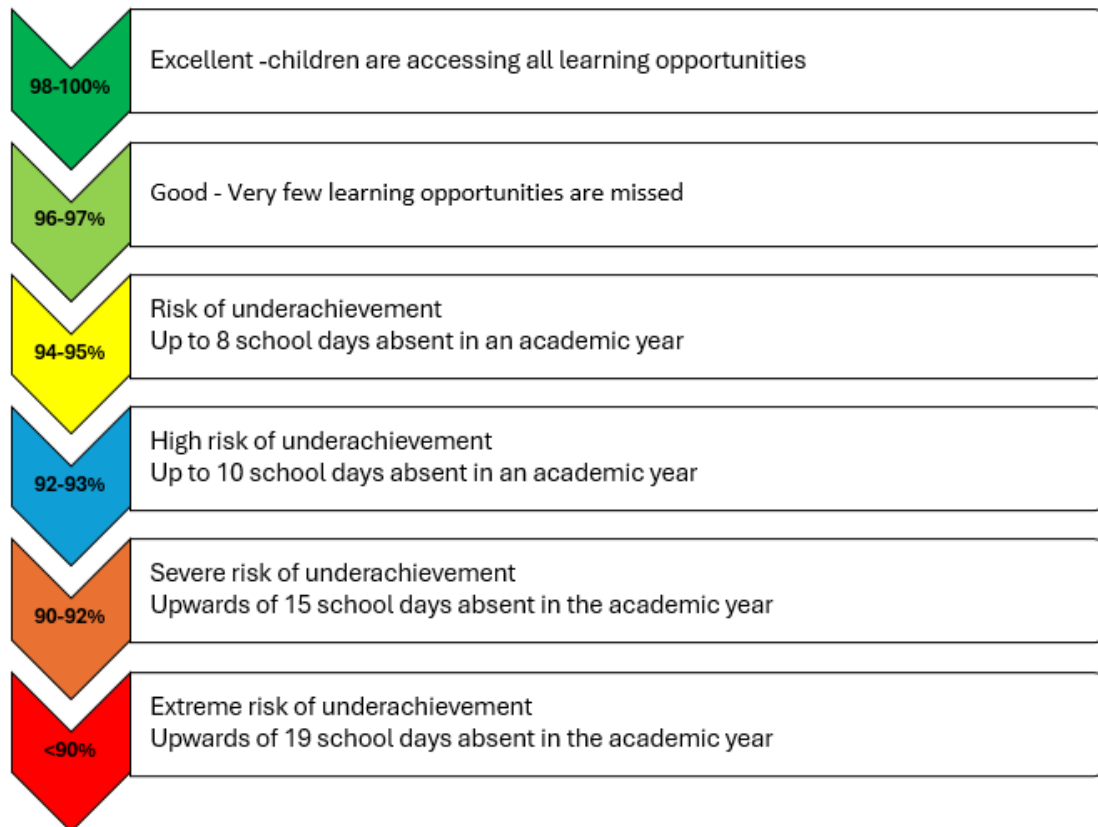 98-100%
Excellent -children are accessing all learning opportunities
96-97%
Good - Very few learning opportunities are missed
94-95%
Risk of underachievement
Up to 8 school days absent in an academic year
92-93%
High risk of underachievement
Up to 10 school days absent in an academic year
90-92%
Severe risk of underachievement
Upwards of 15 school days absent in the academic year
<90%
Extreme risk of underachievement
Upwards of 19 school days absent in the academic year